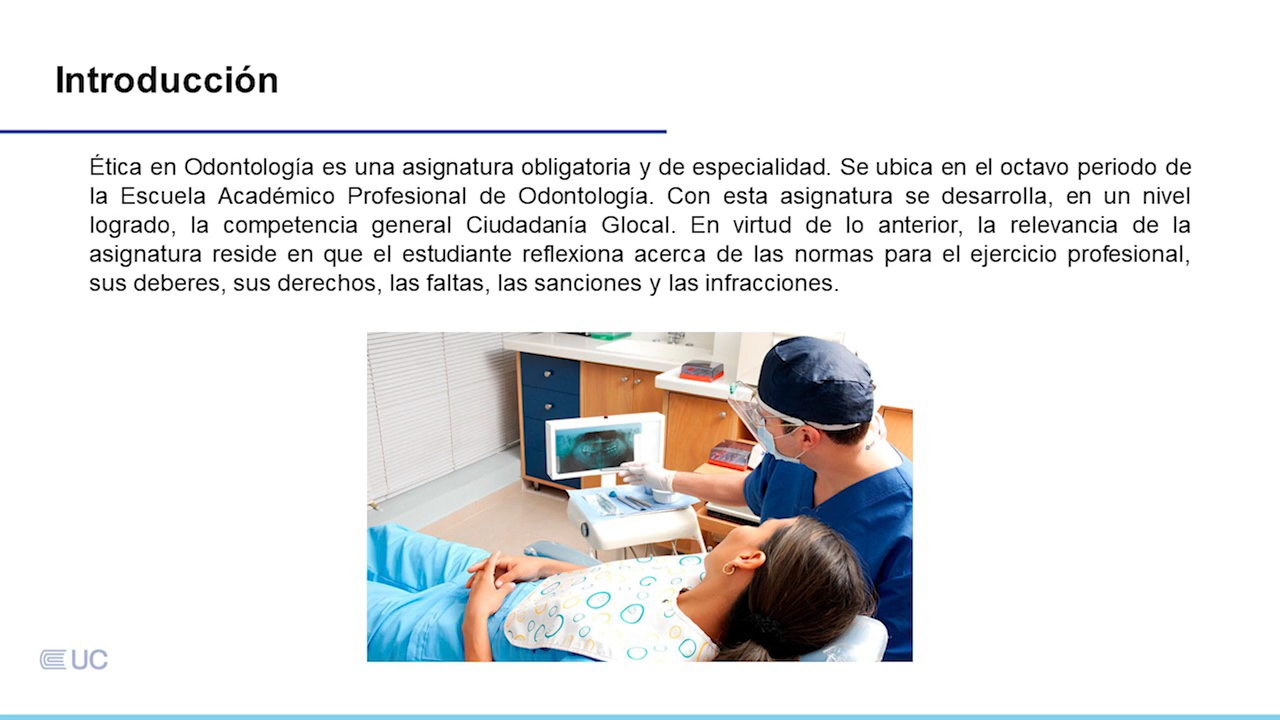 Introducción
Ética en Odontología es una asignatura obligatoria y de especialidad. Se ubica en el octavo periodo de
la Escuela Académico Profesional de Odontología. Con esta asignatura se desarrolla, en un nivel
logrado, la competencia general Ciudadanía Glocal. En virtud de lo anterior, la relevancia de la
asignatura reside en que el estudiante reflexiona acerca de las normas para el ejercicio profesional,
sus deberes, sus derechos, las faltas, las sanciones y las infracciones.
UC